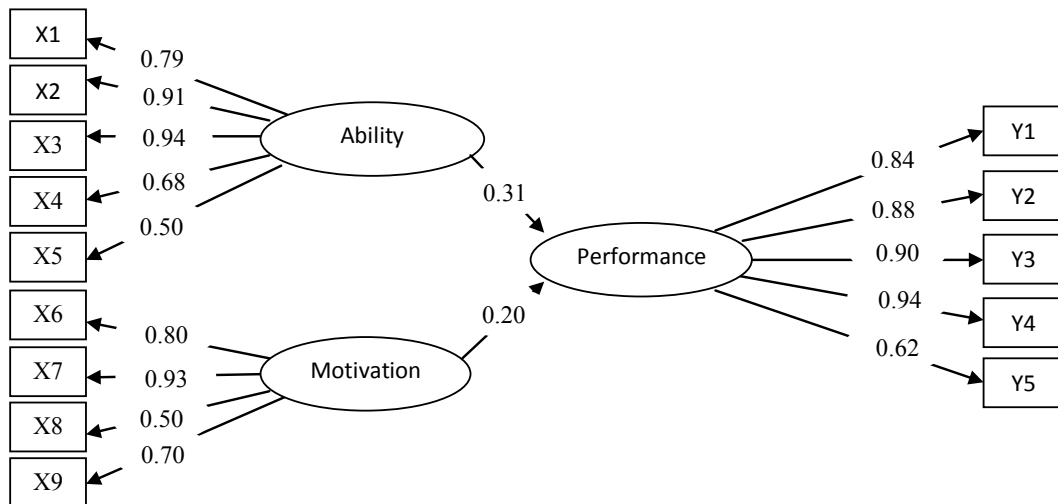 X1
X2
X3
X4
X5
X6
X7
X8
X9
0.79
0.91
0.94
0.68
0.50
0.80
0.93
0.50
0.70
Ability
Motivation
0.31
0.20
Performance
0.84
0.88
0.90
0.94
0.62
Y1
Y2
Y3
Y4
Y5